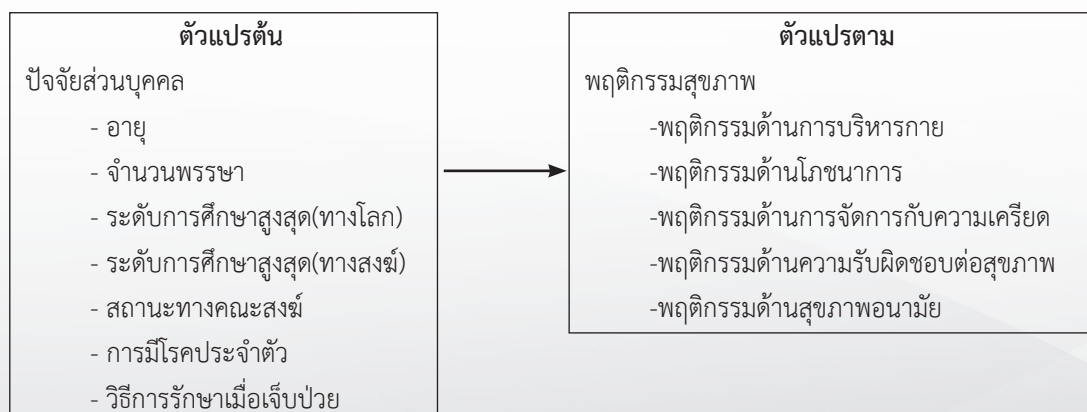 ตัวแปรต้น
ปัจจัยส่วนบุคคล
- อายุ
- จำนวนพรรษา
- ระดับการศึกษาสูงสุด(ทางโลก)
- ระดับการศึกษาสูงสุด(ทางสงฆ์)
- สถานะทางคณะสงฆ์
- การมีโรคประจำตัว
- วิธีการรักษาเมื่อเจ็บป่วย
ตัวแปรตาม
พฤติกรรมสุขภาพ
-พฤติกรรมด้านการบริหารกาย
-พฤติกรรมด้านโภชนาการ
-พฤติกรรมด้านการจัดการกับความเครียด
-พฤติกรรมด้านความรับผิดชอบต่อสุขภาพ
-พฤติกรรมด้านสุขภาพอนามัย